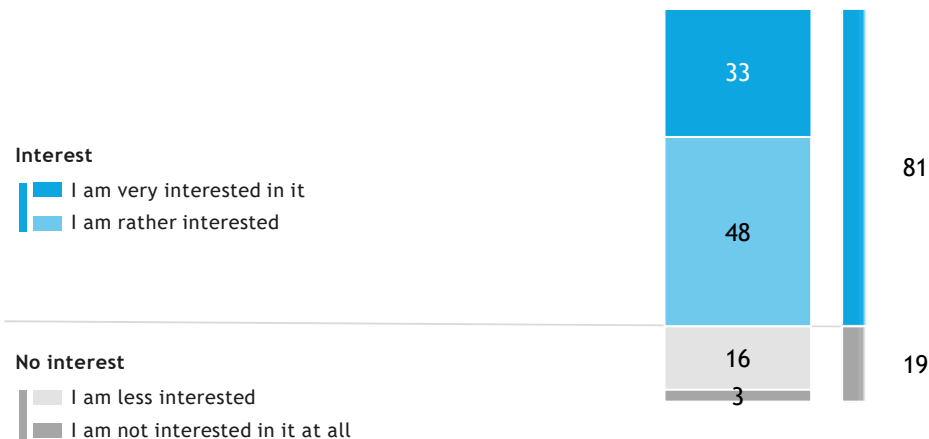 33
Interest
81
I am very interested in it
I am rather interested
48
No interest
16
19
I am less interested
3
I am not interested in it at all